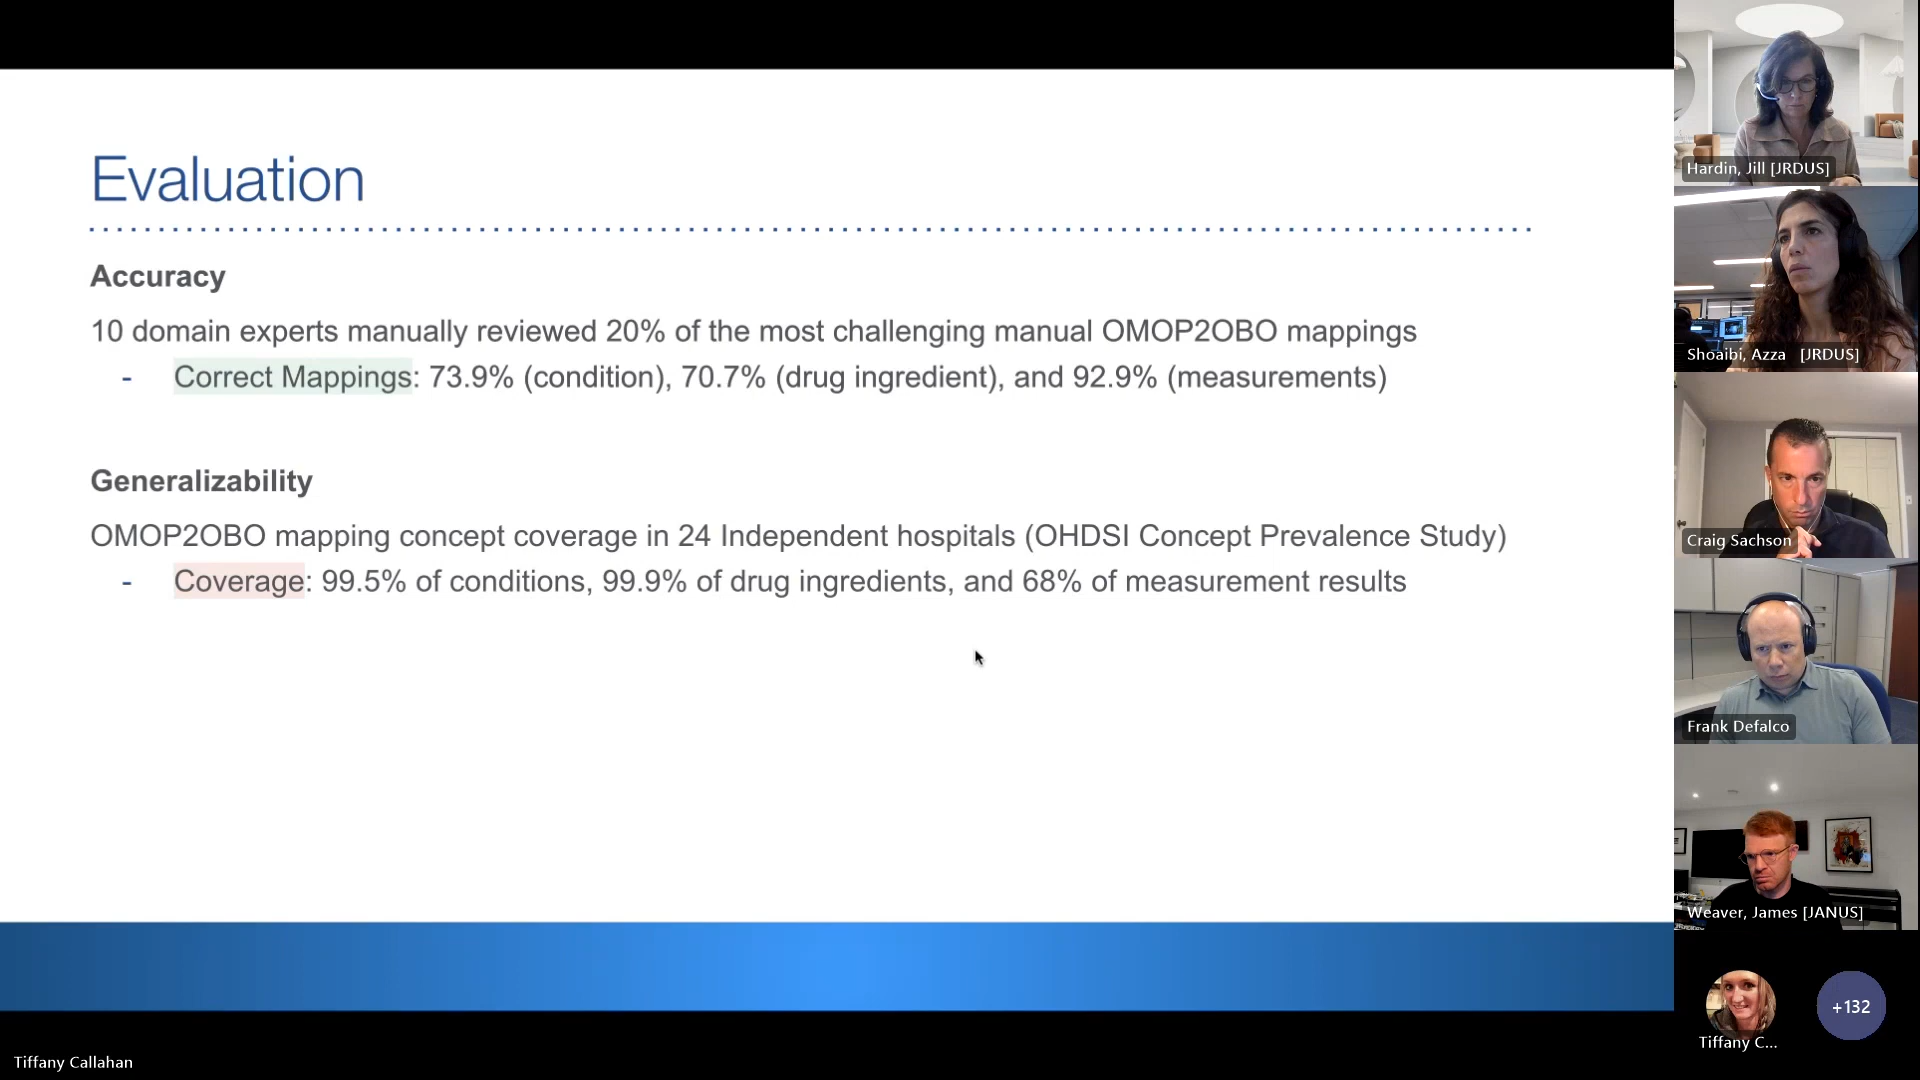 Evaluation
Accuracy
10 domain experts manually reviewed 20% of the most challenging manual OMOP2OBO mappings
- Correct Mappings: 73.9% (condition), 70.7% (drug ingredient), and 92.9% (measurements)
Generalizability
OMOP2OBO mapping concept coverage in 24 Independent hospitals (OHDSI Concept Prevalence Study)
- Coverage: 99.5% of conditions, 99.9% of drug ingredients, and 68% of measurement results
Hardin, Jill [JRDUS]
Shoaibi, Azza [JRDUS]
Craig Sachson
Frank Defalco
Weaver, James [JANUS]
Tiffany C...
+132
Tiffany Callahan